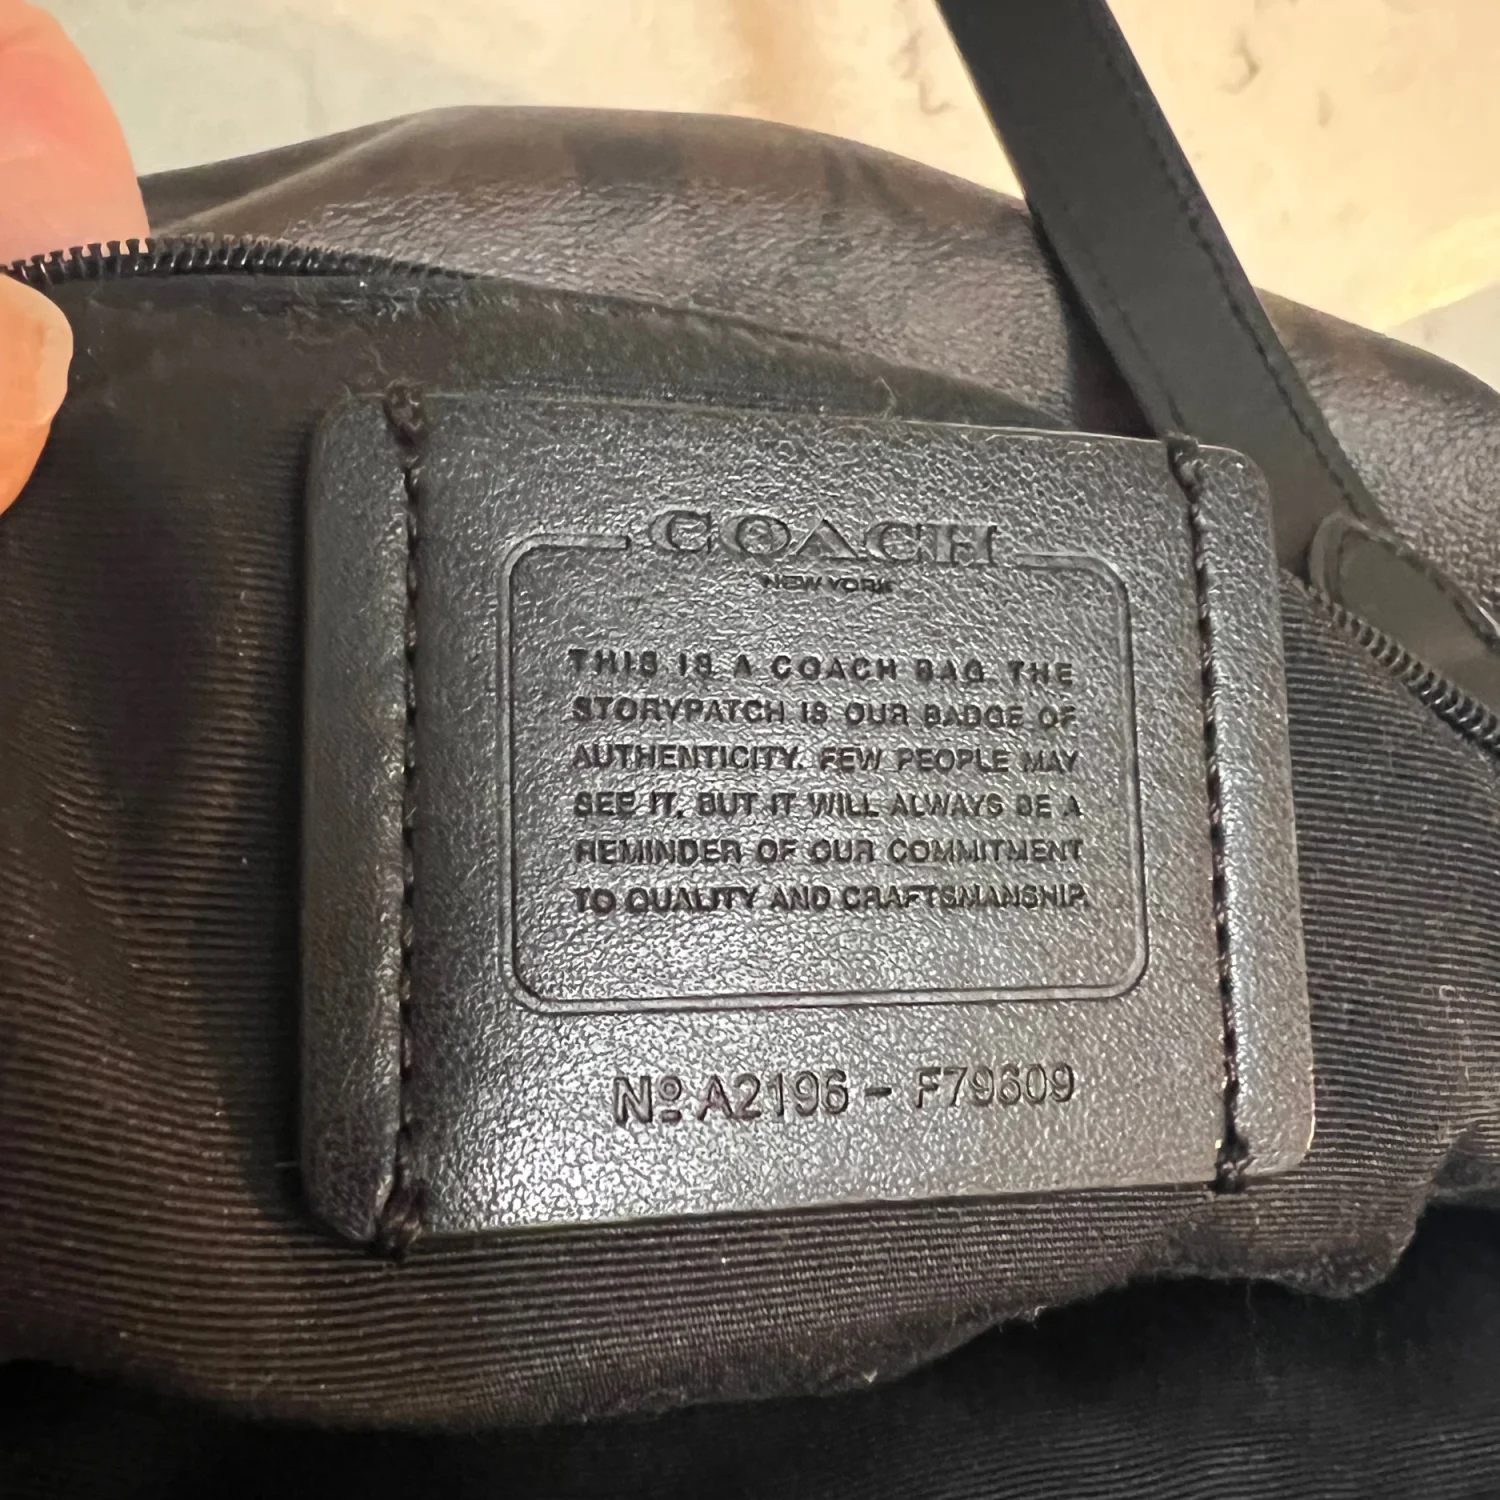 COACH
NEW YORK
THIS IS A COACH BAG. THE
STORYPATCH IS OUR BADGE OF
AUTHENTICITY. FEW PEOPLE MAY
SEE IT, BUT IT WILL ALWAYS BE A
REMINDER OF OUR COMMITMENT
TO QUALITY AND CRAFTSMANSHIP.
Nº A2196 - F79609